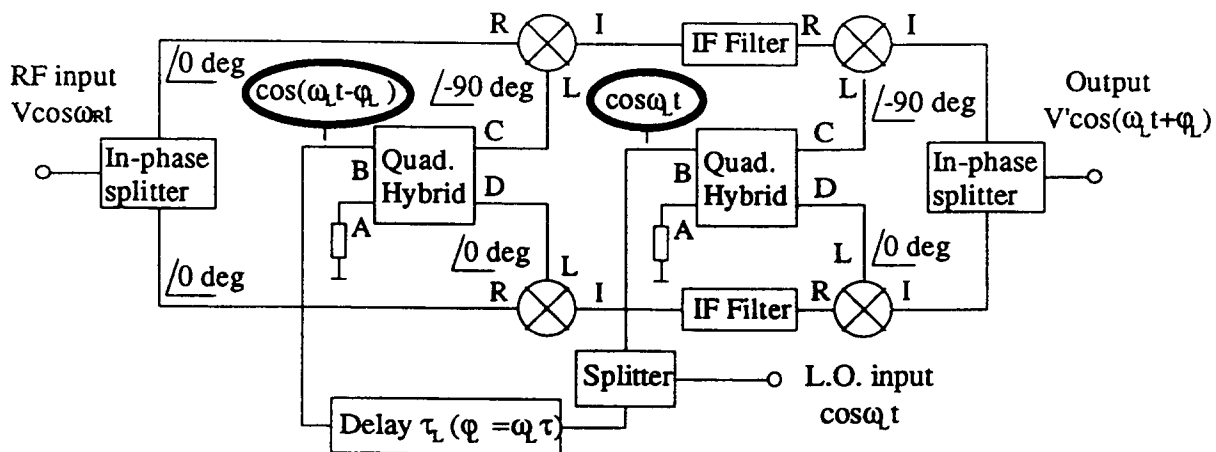 R
I
IF Filter
R
I
∠0 deg
RF input
Vcosω_R t
cos(ω_L t-φ_L)
∠-90 deg
L
cosω_L t
L
∠-90 deg
Output
V'cos(ω_L t+φ_L)
C
C
In-phase
splitter
B
Quad.
Hybrid
D
B
Quad.
Hybrid
D
In-phase
splitter
A
A
∠0 deg
∠0 deg
L
L
∠0 deg
R
I
IF Filter
R
I
Splitter
L.O. input
cosω_L t
Delay τ_L (φ_L =ω_L τ)